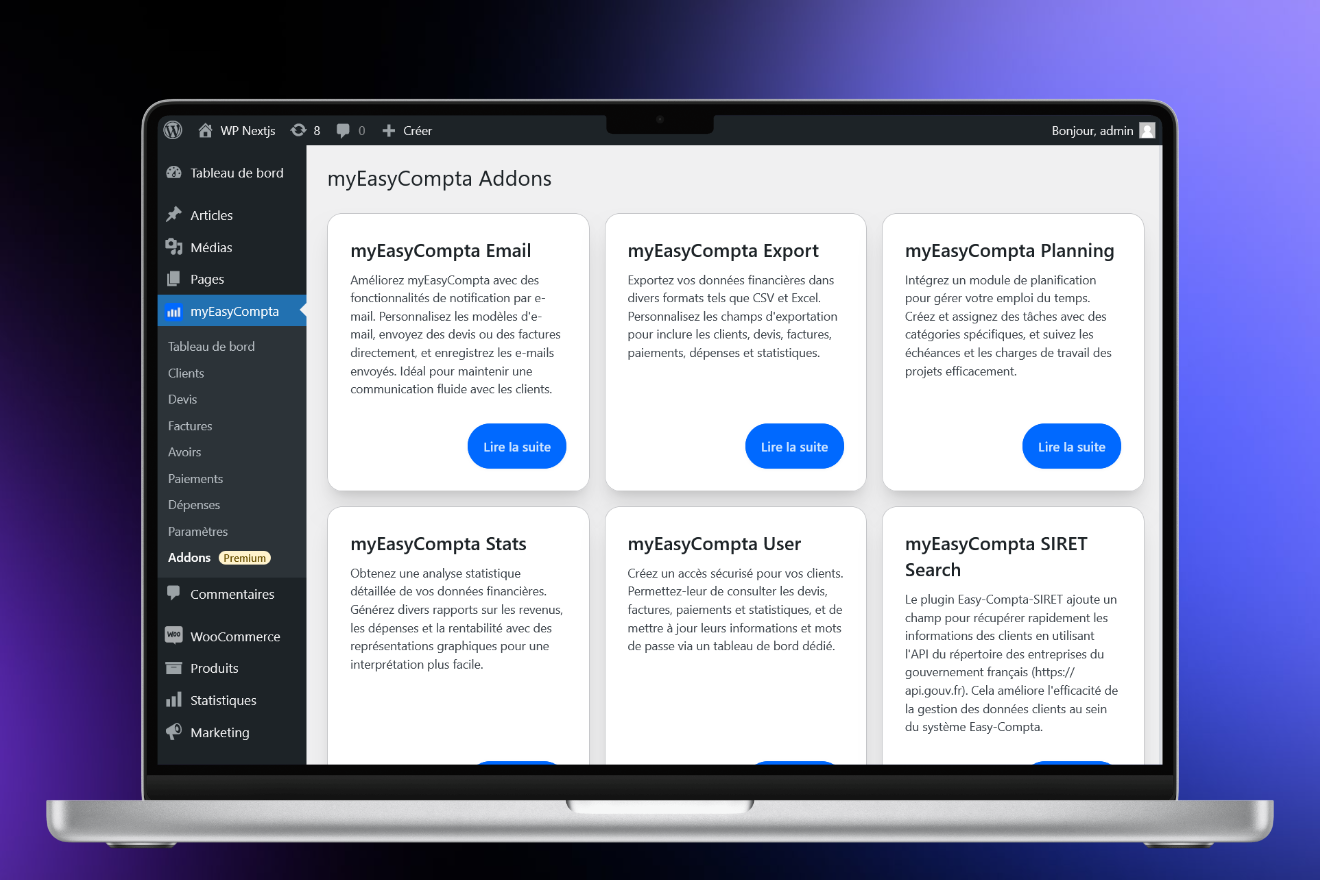 WP Nextjs 8 0 Créer Bonjour, admin
Tableau de bord
Articles
Médias
Pages
myEasyCompta
Tableau de bord
Clients
Devis
Factures
Avoirs
Paiements
Dépenses
Paramètres
Addons Premium
Commentaires
WooCommerce
Produits
Statistiques
Marketing
myEasyCompta Addons
myEasyCompta Email
Améliorez myEasyCompta avec des
fonctionnalités de notification par e-
mail. Personnalisez les modèles d'e-
mail, envoyez des devis ou des factures
directement, et enregistrez les e-mails
envoyés. Idéal pour maintenir une
communication fluide avec les clients.
Lire la suite
myEasyCompta Export
Exportez vos données financières dans
divers formats tels que CSV et Excel.
Personnalisez les champs d'exportation
pour inclure les clients, devis, factures,
paiements, dépenses et statistiques.
Lire la suite
myEasyCompta Planning
Intégrez un module de planification
pour gérer votre emploi du temps.
Créez et assignez des tâches avec des
catégories spécifiques, et suivez les
échéances et les charges de travail des
projets efficacement.
Lire la suite
myEasyCompta Stats
Obtenez une analyse statistique
détaillée de vos données financières.
Générez divers rapports sur les revenus,
les dépenses et la rentabilité avec des
représentations graphiques pour une
interprétation plus facile.
myEasyCompta User
Créez un accès sécurisé pour vos clients.
Permettez-leur de consulter les devis,
factures, paiements et statistiques, et de
mettre à jour leurs informations et mots
de passe via un tableau de bord dédié.
myEasyCompta SIRET
Search
Le plugin Easy-Compta-SIRET ajoute un
champ pour récupérer rapidement les
informations des clients en utilisant
l'API du répertoire des entreprises du
gouvernement français (https://
api.gouv.fr). Cela améliore l'efficacité de
la gestion des données clients au sein
du système Easy-Compta.